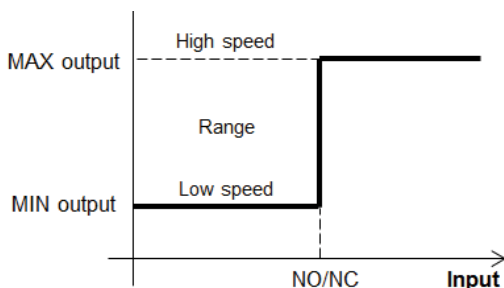 High speed
MAX output
Range
Low speed
MIN output
NO/NC
Input